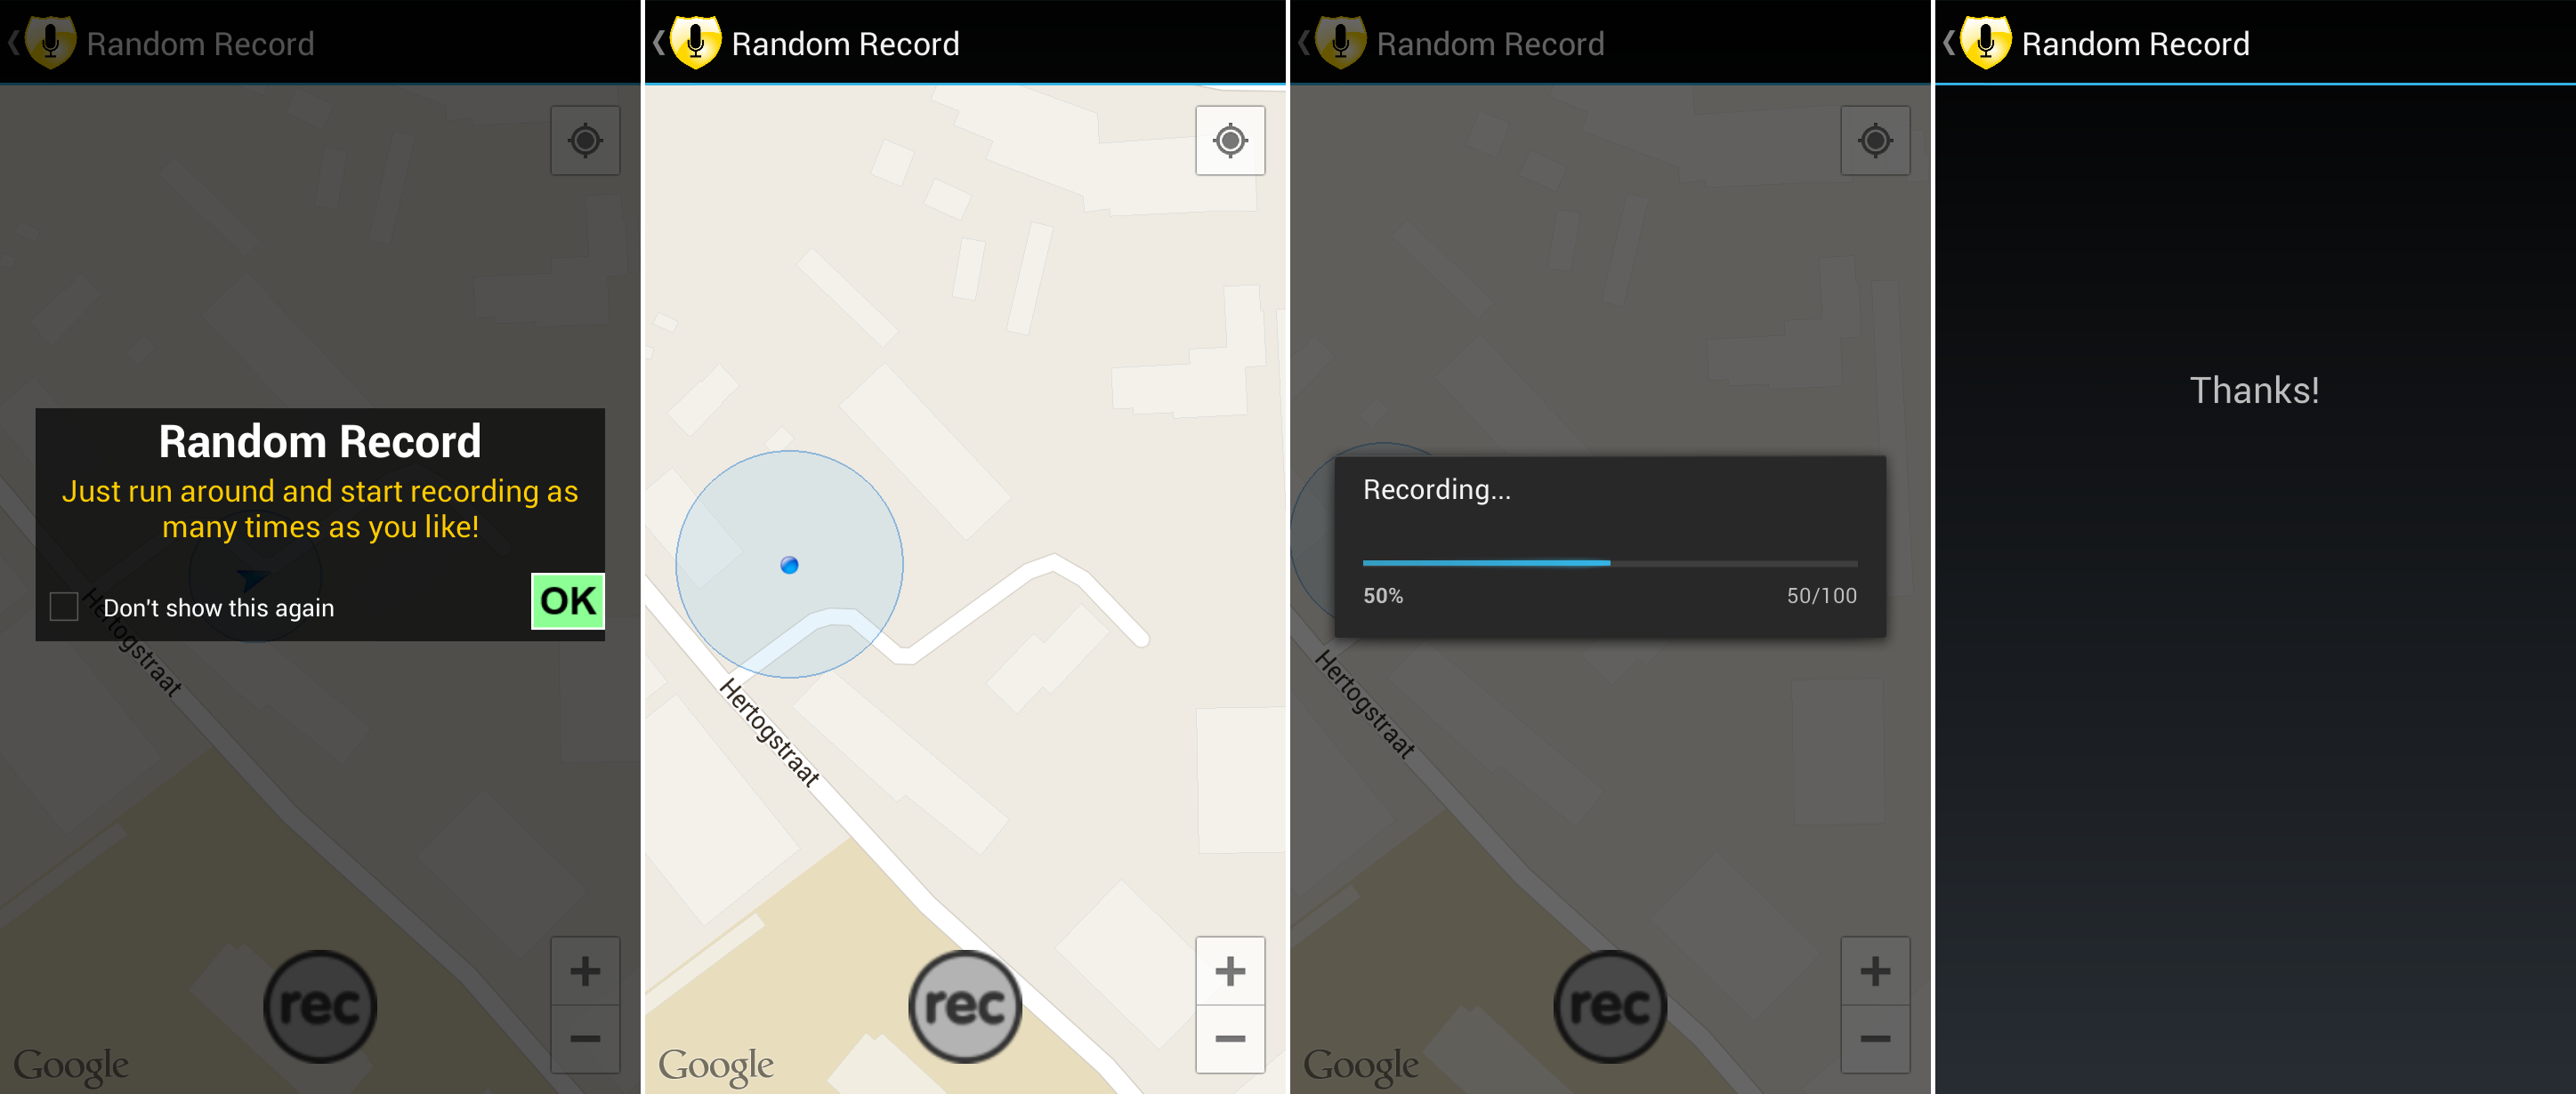 Random Record
Random Record
Just run around and start recording as
many times as you like!
Don't show this again
OK
Hertogstraat
rec
+
−
Google
Random Record
Hertogstraat
rec
+
−
Google
Random Record
Recording...
50%
50/100
Hertogstraat
rec
+
−
Google
Random Record
Thanks!